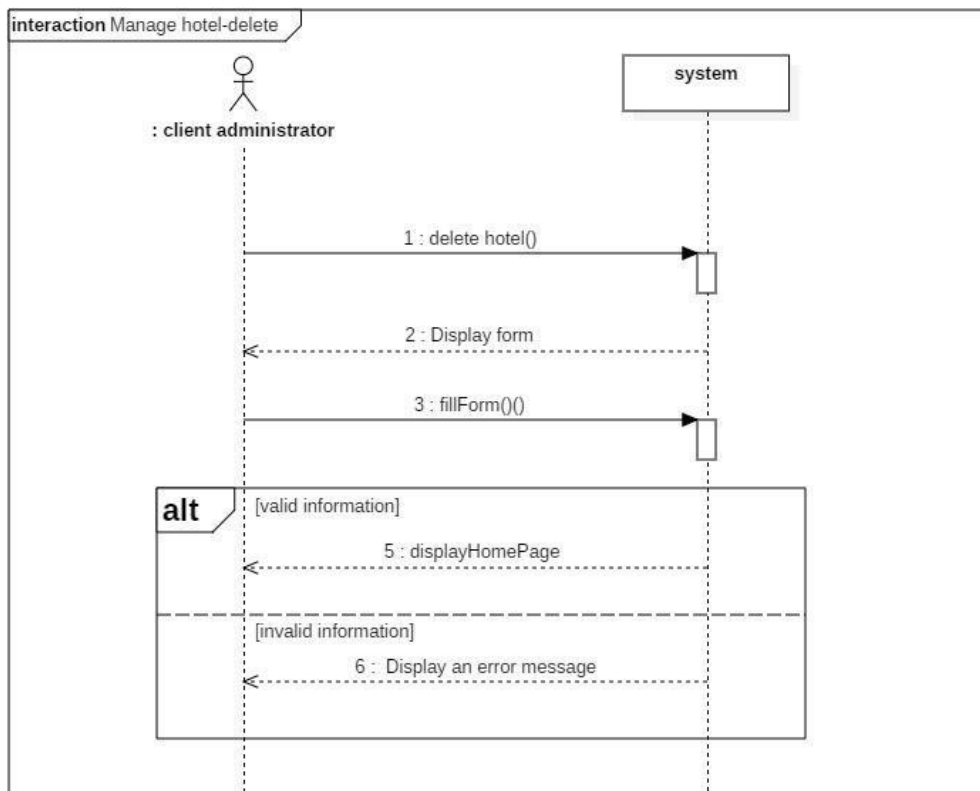 interaction Manage hotel-delete
system
: client administrator
1 : delete hotel()
2 : Display form
3 : fillForm()()
alt
[valid information]
5 : displayHomePage
[invalid information]
6 : Display an error message